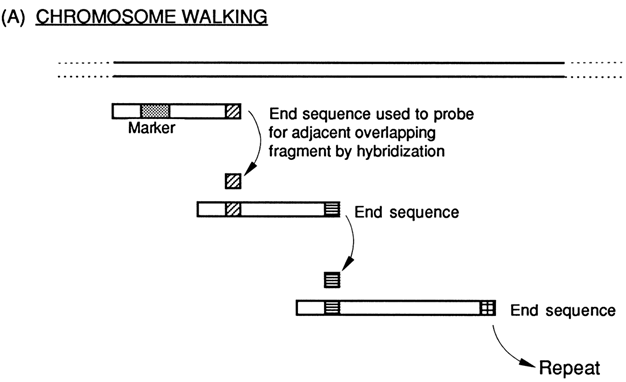 (A) CHROMOSOME WALKING
Marker
End sequence used to probe
for adjacent overlapping
fragment by hybridization
End sequence
End sequence
Repeat